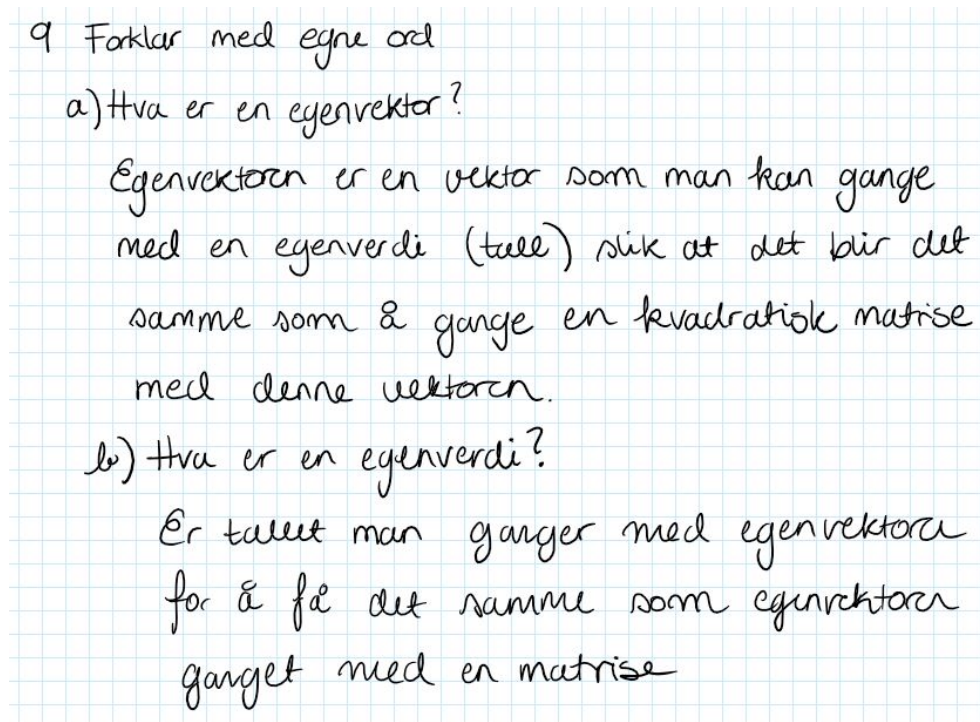 9 Forklar med egne ord
a) Hva er en egenvektor?
Egenvektoren er en vektor som man kan gange
med en egenverdi (tall) slik at det blir det
samme som å gange en kvadratisk matrise
med denne vektoren.
b) Hva er en egenverdi?
Er tallet man ganger med egenvektoren
for å få det samme som egenvektoren
ganget med en matrise